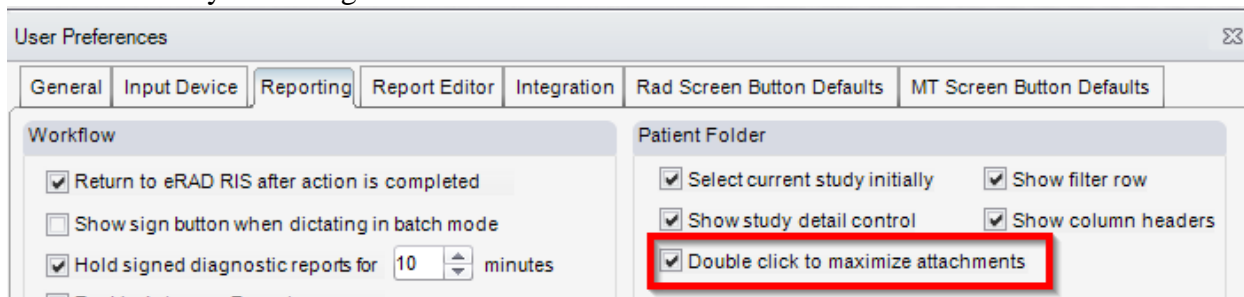 User Preferences
General Input Device Reporting Report Editor Integration Rad Screen Button Defaults MT Screen Button Defaults
Workflow
Return to eRAD RIS after action is completed
Show sign button when dictating in batch mode
Hold signed diagnostic reports for 10 minutes
Patient Folder
Select current study initially Show filter row
Show study detail control Show column headers
Double click to maximize attachments